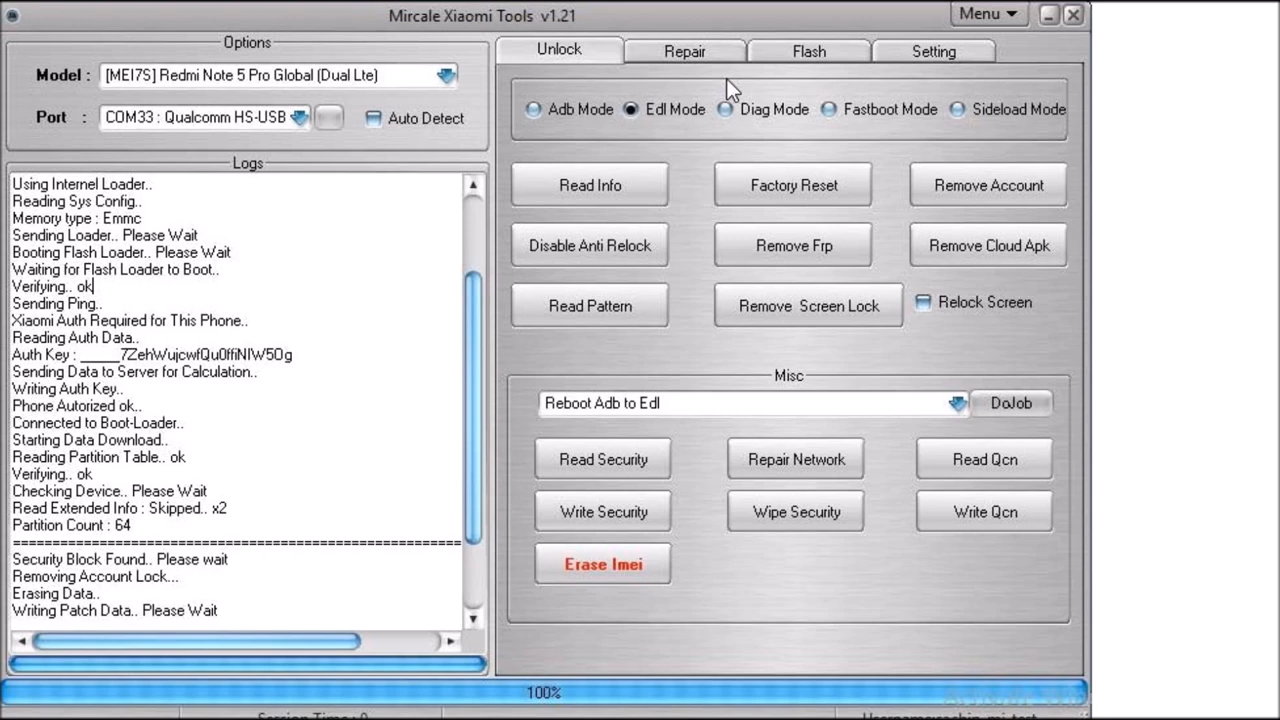 Mircale Xiaomi Tools v1.21
Menu
Options
Model : [MEI7S] Redmi Note 5 Pro Global (Dual Lte)
Port : COM33 : Qualcomm HS-USB Auto Detect
Logs
Using Internet Loader..
Reading Sys Config..
Memory type : Emmc
Sending Loader.. Please Wait
Booting Flash Loader.. Please Wait
Waiting for Flash Loader to Boot..
Verifying.. ok
Sending Ping..
Xiaomi Auth Required for This Phone..
Reading Auth Data..
Auth Key : _____7ZehWujcwfQu0ffiNIW5Og
Sending Data to Server for Calculation..
Writing Auth Key..
Phone Autorized ok..
Connected to Boot-Loader..
Starting Data Download..
Reading Partition Table.. ok
Verifying.. ok
Checking Device.. Please Wait
Read Extended Info : Skipped.. x2
Partition Count : 64
=====================================================
Security Block Found.. Please wait
Removing Account Lock...
Erasing Data..
Writing Patch Data.. Please Wait
Unlock Repair Flash Setting
Adb Mode Edl Mode Diag Mode Fastboot Mode Sideload Mode
Read Info Factory Reset Remove Account
Disable Anti Relock Remove Frp Remove Cloud Apk
Read Pattern Remove Screen Lock Relock Screen
Misc
Reboot Adb to Edl DoJob
Read Security Repair Network Read Qcn
Write Security Wipe Security Write Qcn
Erase Imei
100%